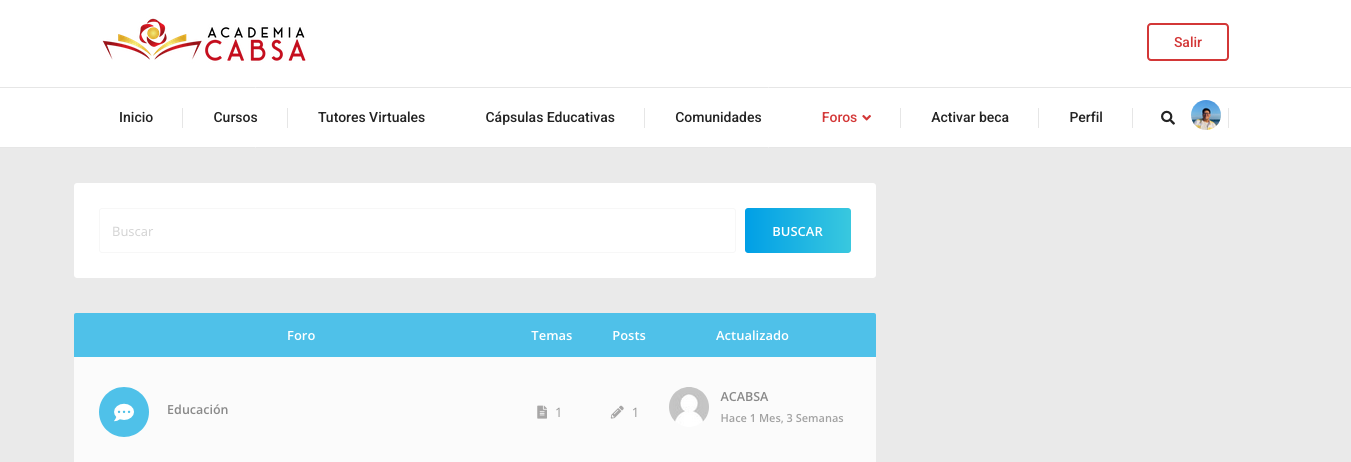 ACADEMIA
CABSA
Salir
Inicio
Cursos
Tutores Virtuales
Cápsulas Educativas
Comunidades
Foros
Activar beca
Perfil
Buscar
BUSCAR
Foro
Temas
Posts
Actualizado
Educación
1
1
ACABSA
Hace 1 Mes, 3 Semanas